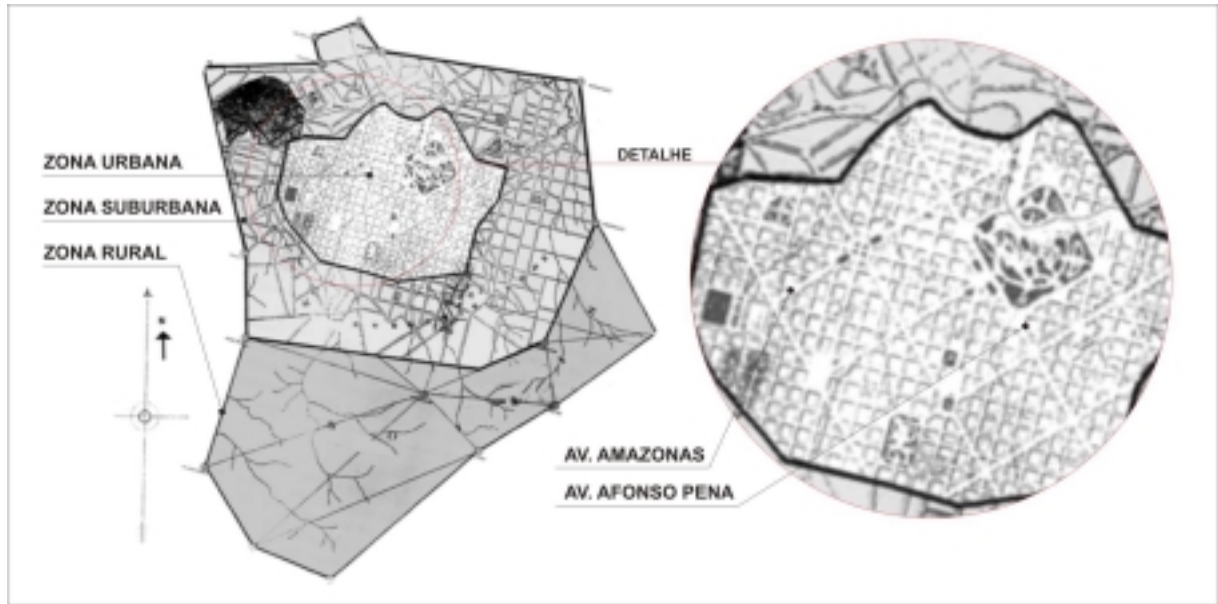 ZONA URBANA
ZONA SUBURBANA
ZONA RURAL
DETALHE
AV. AMAZONAS
AV. AFONSO PENA